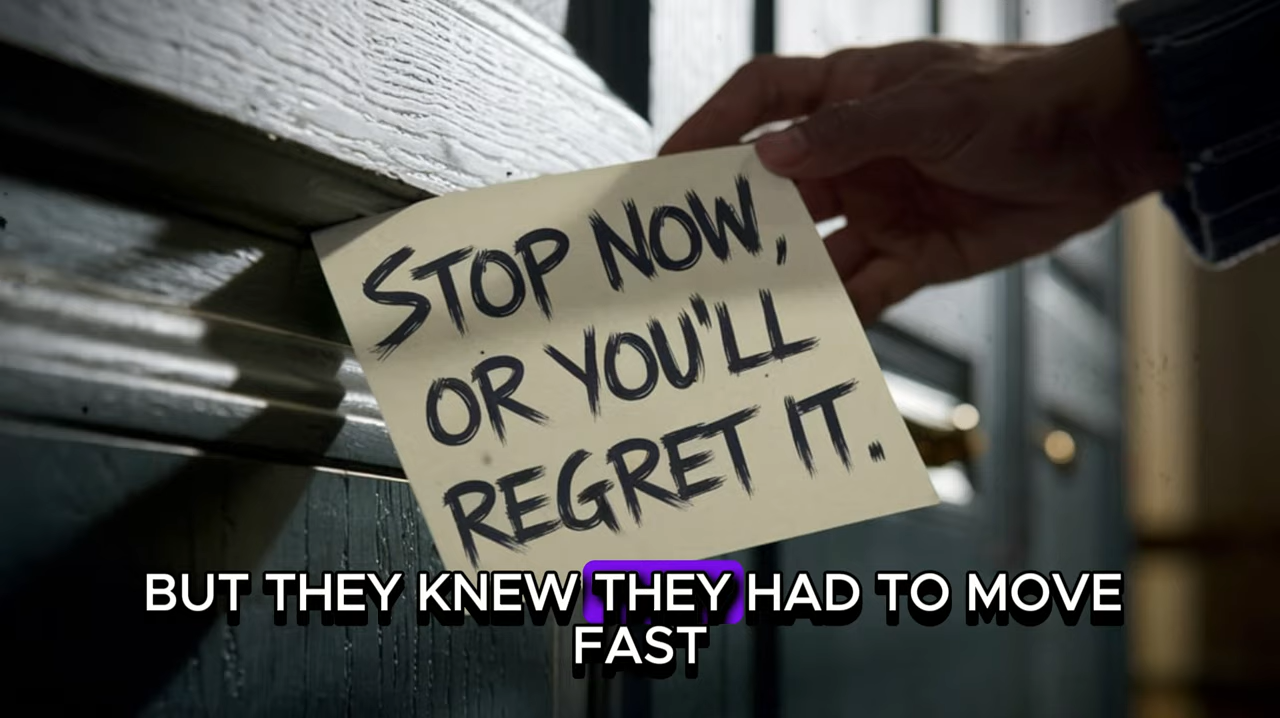 STOP NOW,
OR YOU'LL
REGRET IT.
BUT THEY KNEW THEY HAD TO MOVE
FAST